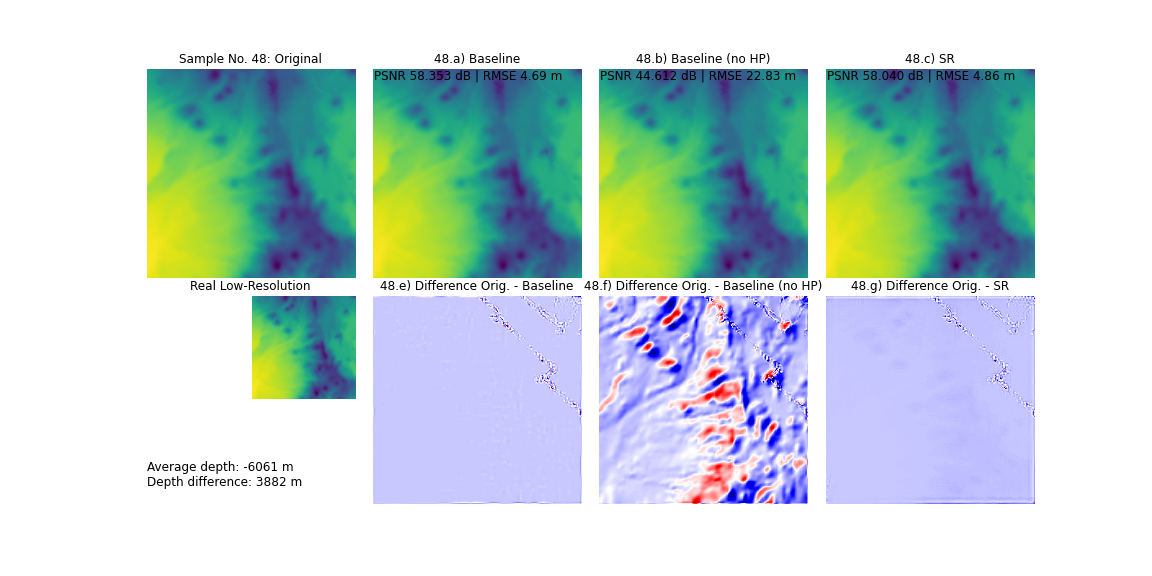 Sample No. 48: Original
48.a) Baseline
48.b) Baseline (no HP)
48.c) SR
PSNR 58.353 dB | RMSE 4.69 m
PSNR 44.612 dB | RMSE 22.83 m
PSNR 58.040 dB | RMSE 4.86 m
Real Low-Resolution
48.e) Difference Orig. - Baseline
48.f) Difference Orig. - Baseline (no HP)
48.g) Difference Orig. - SR
Average depth: -6061 m
Depth difference: 3882 m